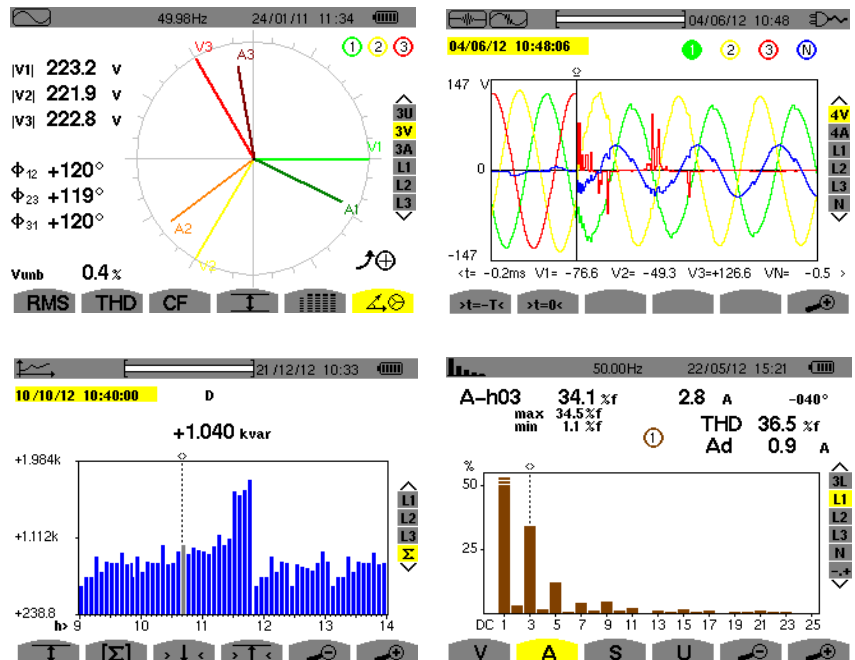 49.98Hz 24/01/11 11:34
1 2 3
|V1| 223.2 v
|V2| 221.9 v
|V3| 222.8 v
Φ12 +120°
Φ23 +119°
Φ31 +120°
Vunb 0.4 %
V3 A3
V1
A1
A2
V2
3U
3V
3A
L1
L2
L3
RMS THD CF
04/06/12 10:48
04/06/12 10:48:06
1 2 3 N
147 V
0
-147
4V
4A
L1
L2
L3
N
<t= -0.2ms V1= -76.6 V2= -49.3 V3=+126.6 VN= -0.5 >
>t=-T< >t=0<
21/12/12 10:33
10/10/12 10:40:00 D
+1.040 kvar
+1.984k
+1.112k
+238.8
h> 9 10 11 12 13 14
L1
L2
L3
Σ
[Σ]
50.00Hz 22/05/12 15:21
A-h03 34.1 %f 2.8 A -040°
max 34.5%f
min 1.1 %f
1
THD 36.5 %f
Ad 0.9 A
%
50
25
DC 1 3 5 7 9 11 13 15 17 19 21 23 25
3L
L1
L2
L3
N
-.+
V A S U